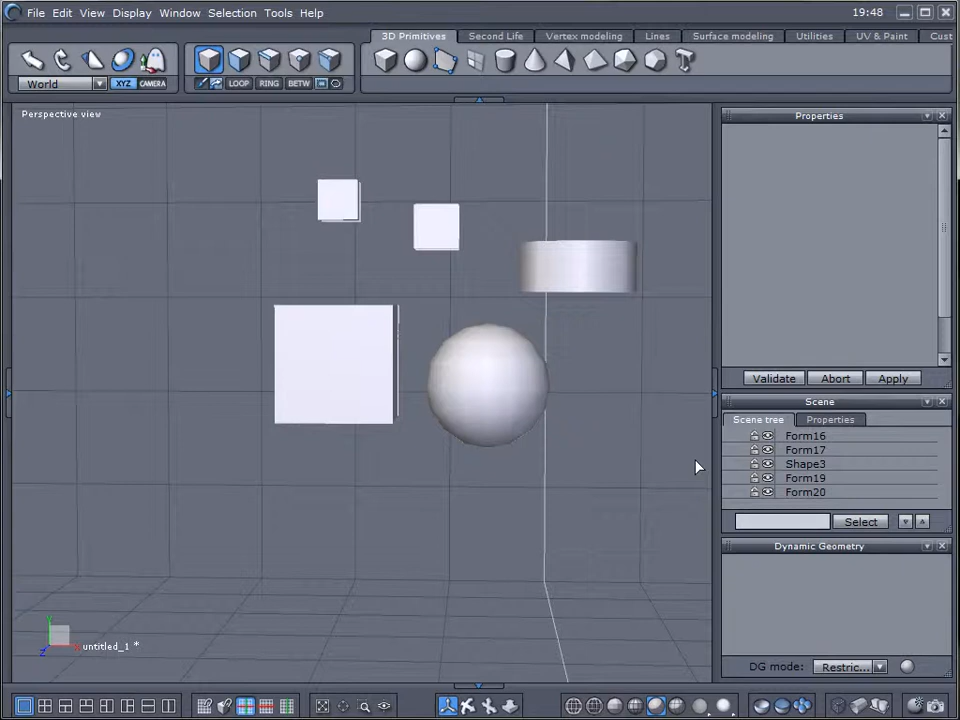 File Edit View Display Window Selection Tools Help 19:48
3D Primitives Second Life Vertex modeling Lines Surface modeling Utilities UV & Paint Cust
World XYZ CAMERA LOOP RING BETW
Perspective view
Properties
Validate Abort Apply
Scene
Scene tree Properties
Form16
Form17
Shape3
Form19
Form20
Select
Dynamic Geometry
Y
Z
untitled_1 *
DG mode: Restric...